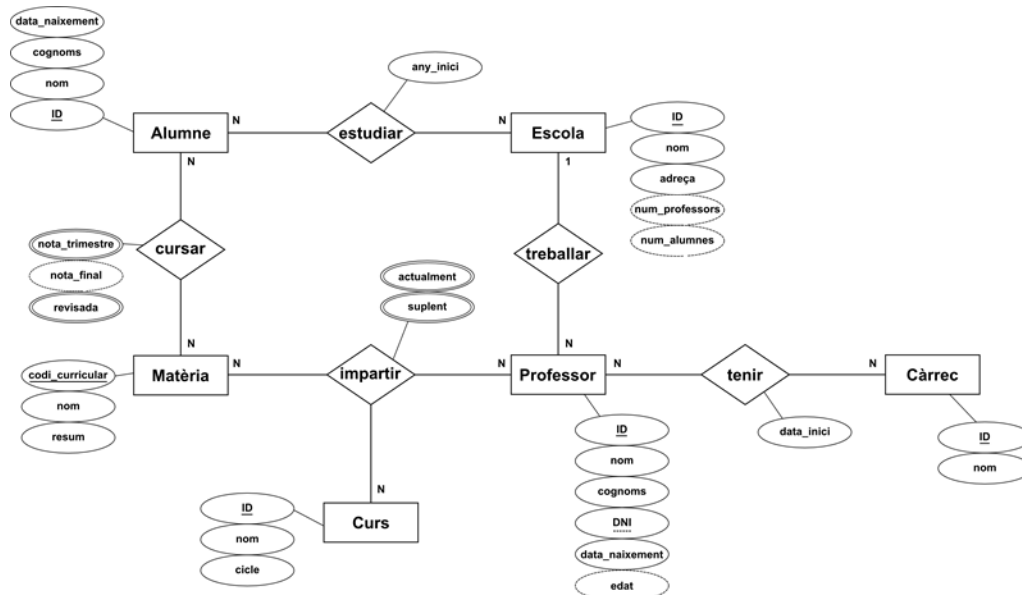 data_naixement
cognoms
nom
ID
Alumne
N
estudiar
any_inici
N
Escola
ID
nom
adreça
num_professors
num_alumnes
N
cursar
nota_trimestre
nota_final
revisada
N
1
treballar
N
codi_curricular
nom
resum
Matèria
N
impartir
actualment
suplent
N
Professor
N
tenir
data_inici
N
Càrrec
ID
nom
N
Curs
ID
nom
cicle
ID
nom
cognoms
DNI
data_naixement
edat